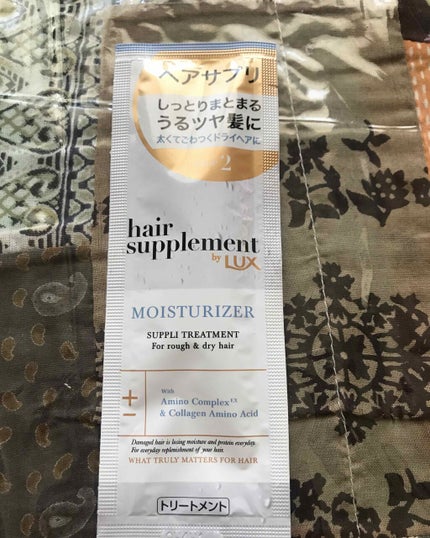 ヘアサプリ
しっとりまとまる
うるツヤ髪に
太くてごわつくドライヘアに
2
hair
supplement
by LUX
MOISTURIZER
SUPPLI TREATMENT
For rough & dry hair
With
Amino Complex EX
& Collagen Amino Acid
Damaged hair is losing moisture and protein everyday.
For everyday replenishment of your hair.
WHAT TRULY MATTERS FOR HAIR
トリートメント